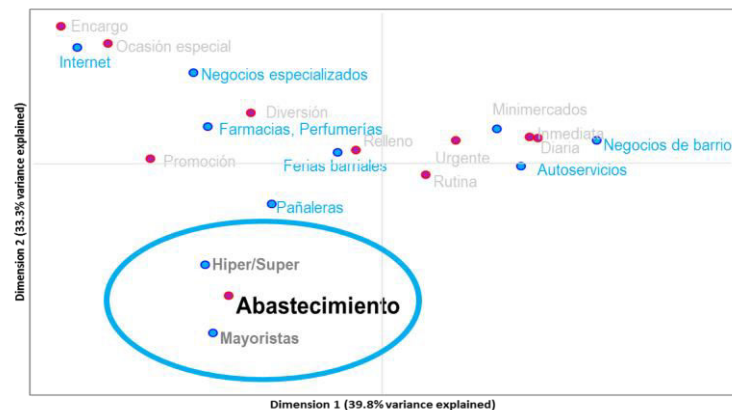 Encargo
Ocasión especial
Internet
Negocios especializados
Diversión
Farmacias, Perfumerías
Minimercados
Inmediata
Diaria
Negocios de barrio
Relleno
Urgente
Promoción
Ferias barriales
Autoservicios
Rutina
Pañaleras
Hiper/Super
Abastecimiento
Mayoristas
Dimension 2 (33.3% variance explained)
Dimension 1 (39.8% variance explained)